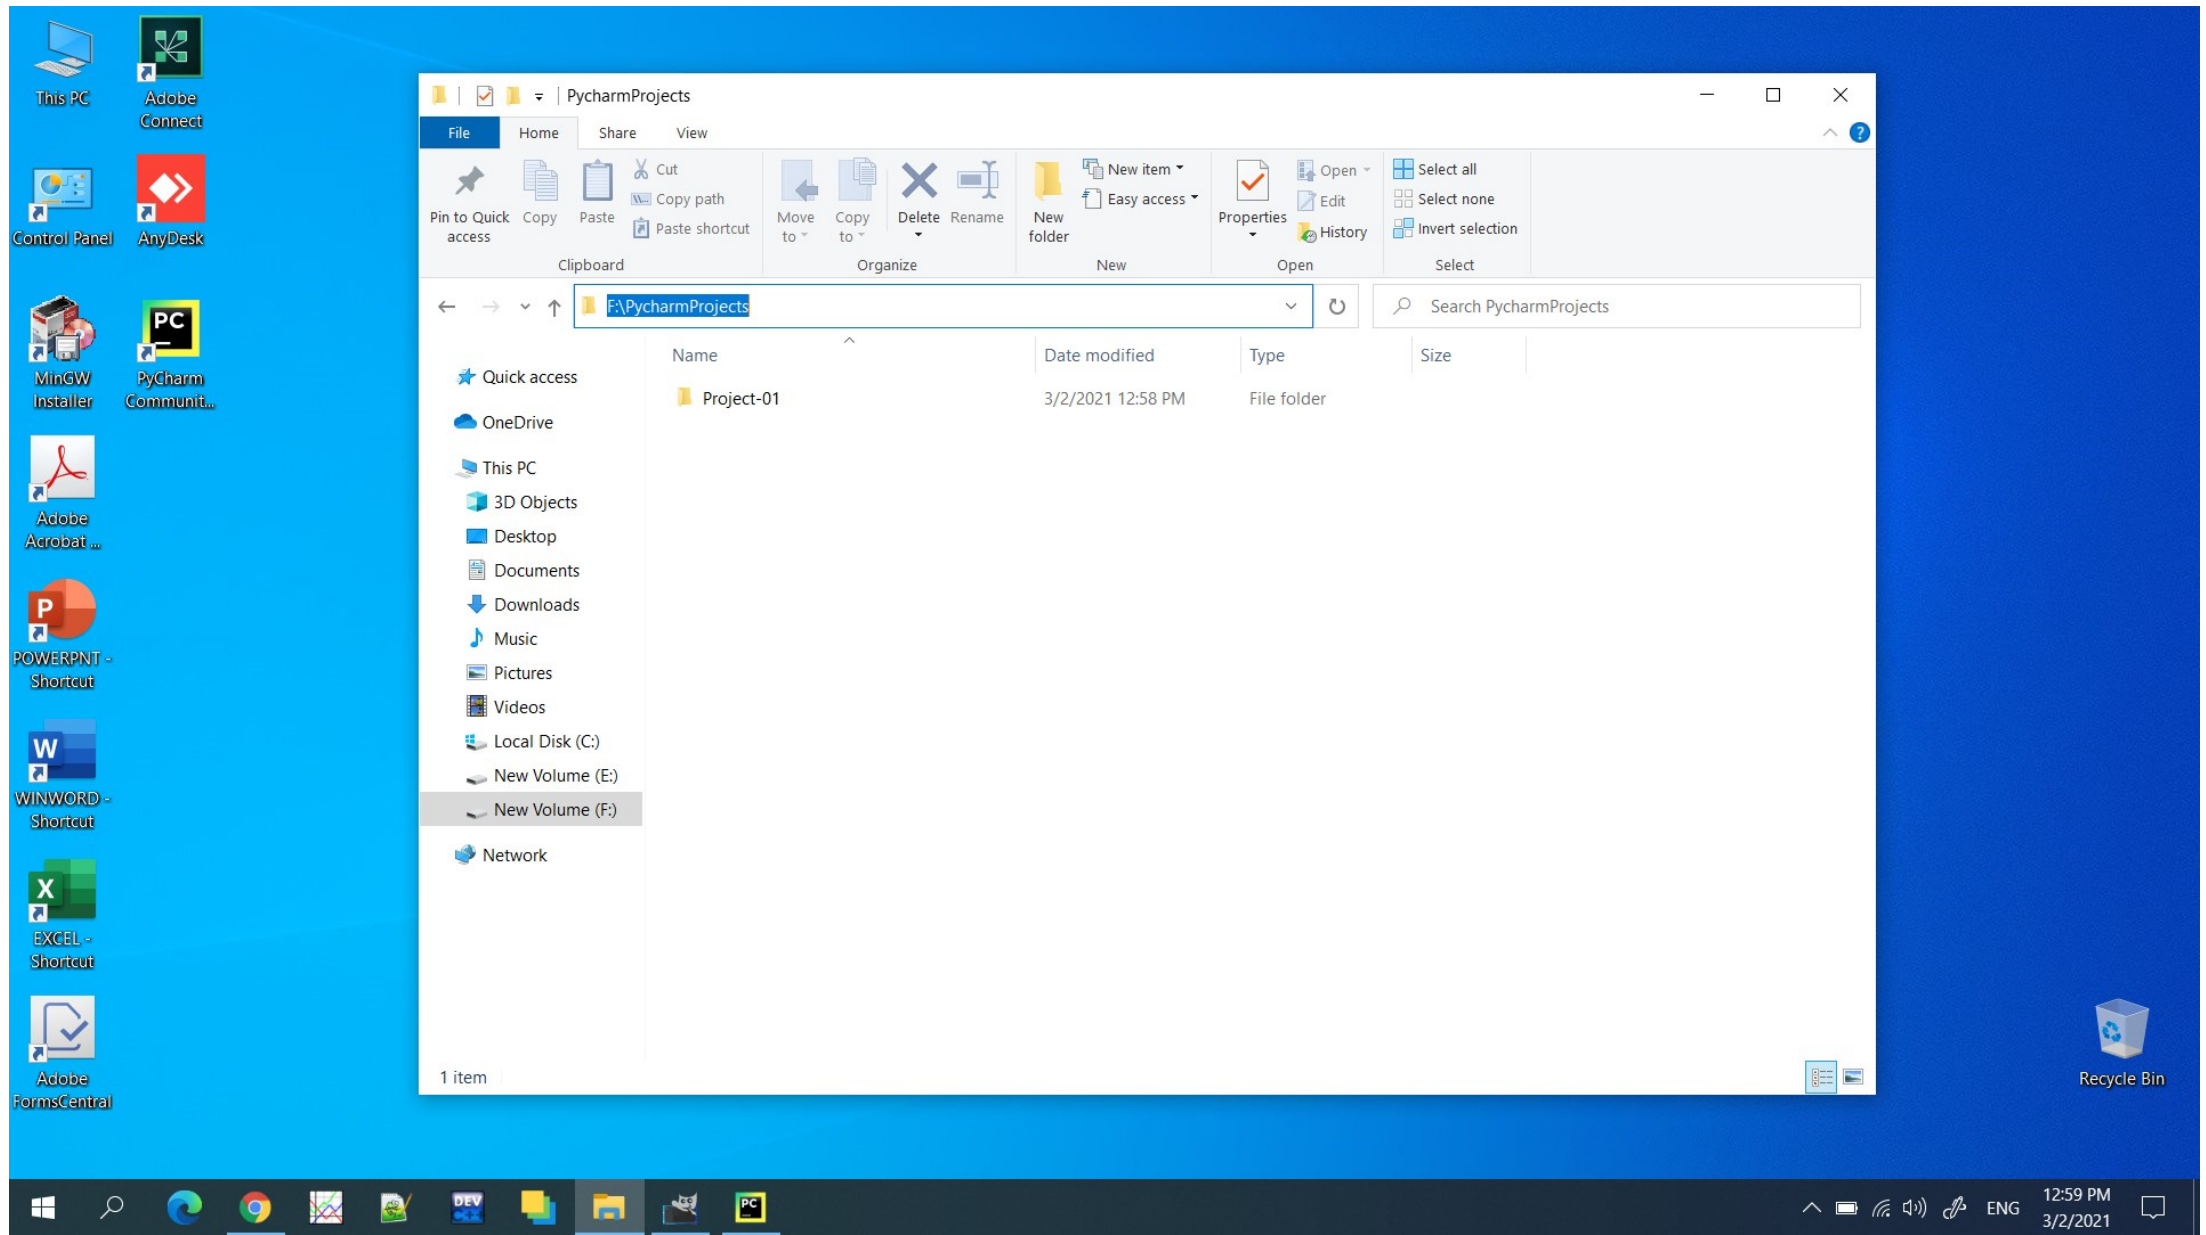 This PC
Adobe
Connect
Control Panel
AnyDesk
MinGW
Installer
PC
PyCharm
Communit...
Adobe
Acrobat ...
P
POWERPNT -
Shortcut
W
WINWORD -
Shortcut
X
EXCEL -
Shortcut
Adobe
FormsCentral
PycharmProjects
File
Home
Share
View
?
Pin to Quick
access
Copy
Paste
Cut
Copy path
Paste shortcut
Clipboard
Move
to
Copy
to
Delete
Rename
Organize
New
folder
New item
Easy access
New
Properties
Open
Edit
History
Open
Select all
Select none
Invert selection
Select
F:\PycharmProjects
Search PycharmProjects
Name
Date modified
Type
Size
Project-01
3/2/2021 12:58 PM
File folder
Quick access
OneDrive
This PC
3D Objects
Desktop
Documents
Downloads
Music
Pictures
Videos
Local Disk (C:)
New Volume (E:)
New Volume (F:)
Network
1 item
Recycle Bin
DEV
C++
PC
ENG
12:59 PM
3/2/2021